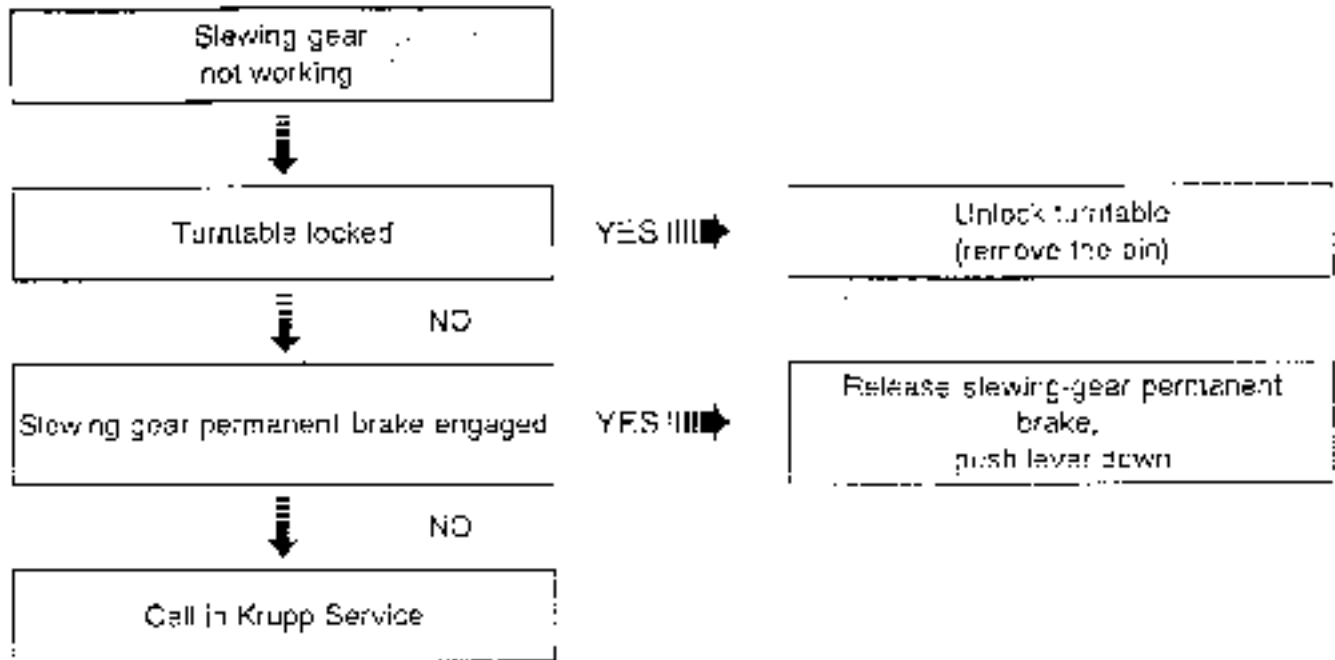 Slewing gear
not working
Turntable locked
YES
Unlock turntable
(remove the pin)
NO
Slewing gear permanent brake engaged
YES
Release slewing-gear permanent
brake,
push lever down
NO
Call in Krupp Service